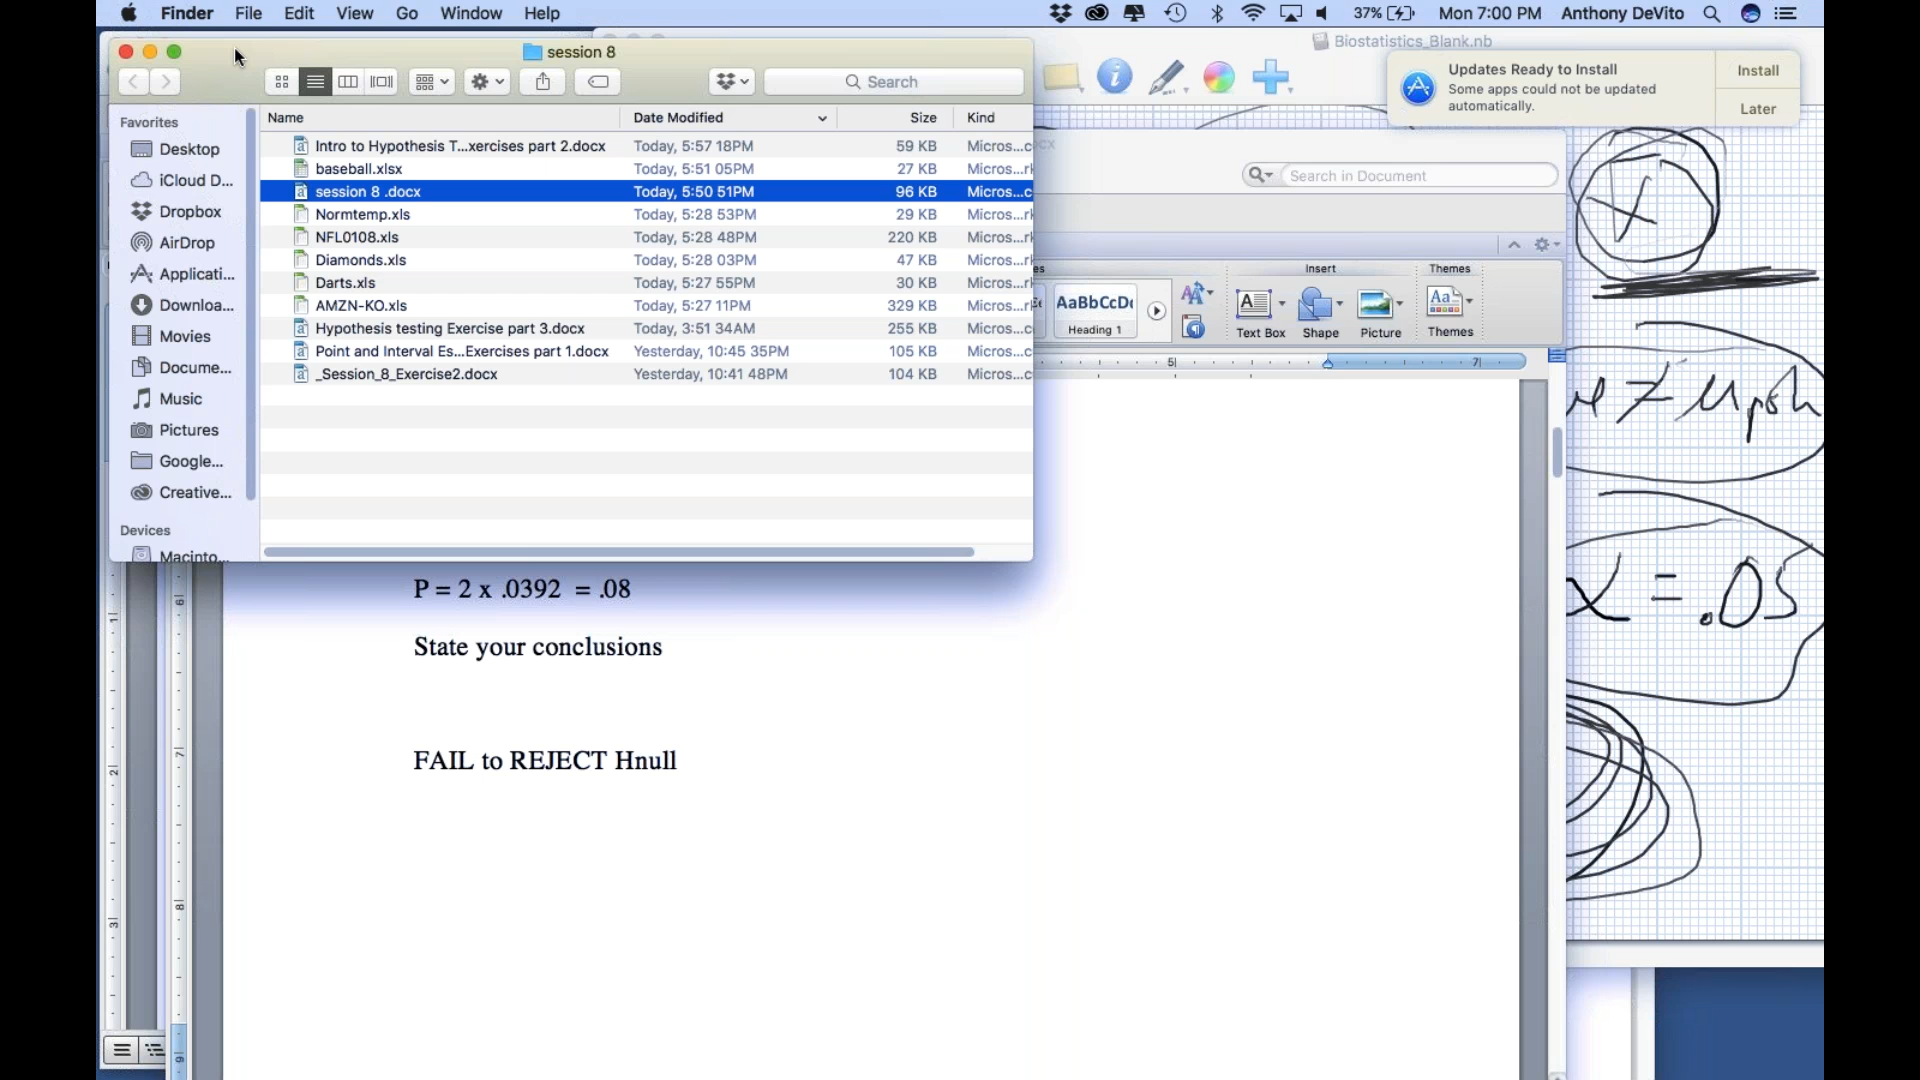 Finder File Edit View Go Window Help 37% Mon 7:00 PM Anthony DeVito
session 8
Biostatistics_Blank.nb
Search
Updates Ready to Install
Some apps could not be updated
automatically.
Install
Later
Favorites
Desktop
iCloud D...
Dropbox
AirDrop
Applicati...
Downloa...
Movies
Docume...
Music
Pictures
Google...
Creative...
Devices
Macinto...
Name Date Modified Size Kind
Intro to Hypothesis T...xercises part 2.docx Today, 5:57 18PM 59 KB Micros...c
baseball.xlsx Today, 5:51 05PM 27 KB Micros...r
session 8 .docx Today, 5:50 51PM 96 KB Micros...c
Normtemp.xls Today, 5:28 53PM 29 KB Micros...r
NFL0108.xls Today, 5:28 48PM 220 KB Micros...r
Diamonds.xls Today, 5:28 03PM 47 KB Micros...r
Darts.xls Today, 5:27 55PM 30 KB Micros...r
AMZN-KO.xls Today, 5:27 11PM 329 KB Micros...r
Hypothesis testing Exercise part 3.docx Today, 3:51 34AM 255 KB Micros...c
Point and Interval Es...Exercises part 1.docx Yesterday, 10:45 35PM 105 KB Micros...c
_Session_8_Exercise2.docx Yesterday, 10:41 48PM 104 KB Micros...c
Search in Document
Insert Themes
AaBbCcD
Heading 1
Text Box Shape Picture Themes
5 7
P = 2 x .0392 = .08
State your conclusions
FAIL to REJECT Hnull
6
7
8
9
1
2
3
X
≠ μ
α = .05